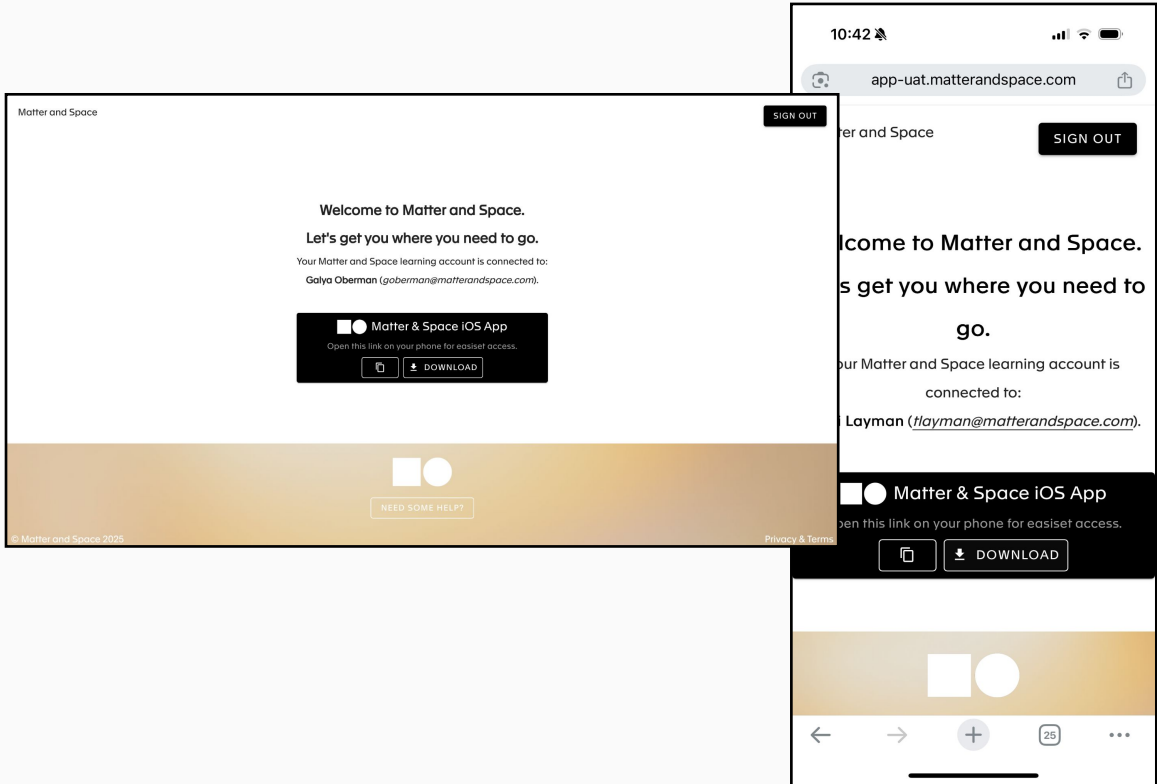 Matter and Space
SIGN OUT
Welcome to Matter and Space.
Let's get you where you need to go.
Your Matter and Space learning account is connected to:
Galya Oberman (goberman@matterandspace.com).
Matter & Space iOS App
Open this link on your phone for easiset access.
DOWNLOAD
NEED SOME HELP?
© Matter and Space 2025
Privacy & Terms
10:42
app-uat.matterandspace.com
and Space
SIGN OUT
to Matter and Space.
get you where you need to
go.
Matter and Space learning account is
connected to:
Layman (tlayman@matterandspace.com).
Matter & Space iOS App
this link on your phone for easiset access.
DOWNLOAD
25